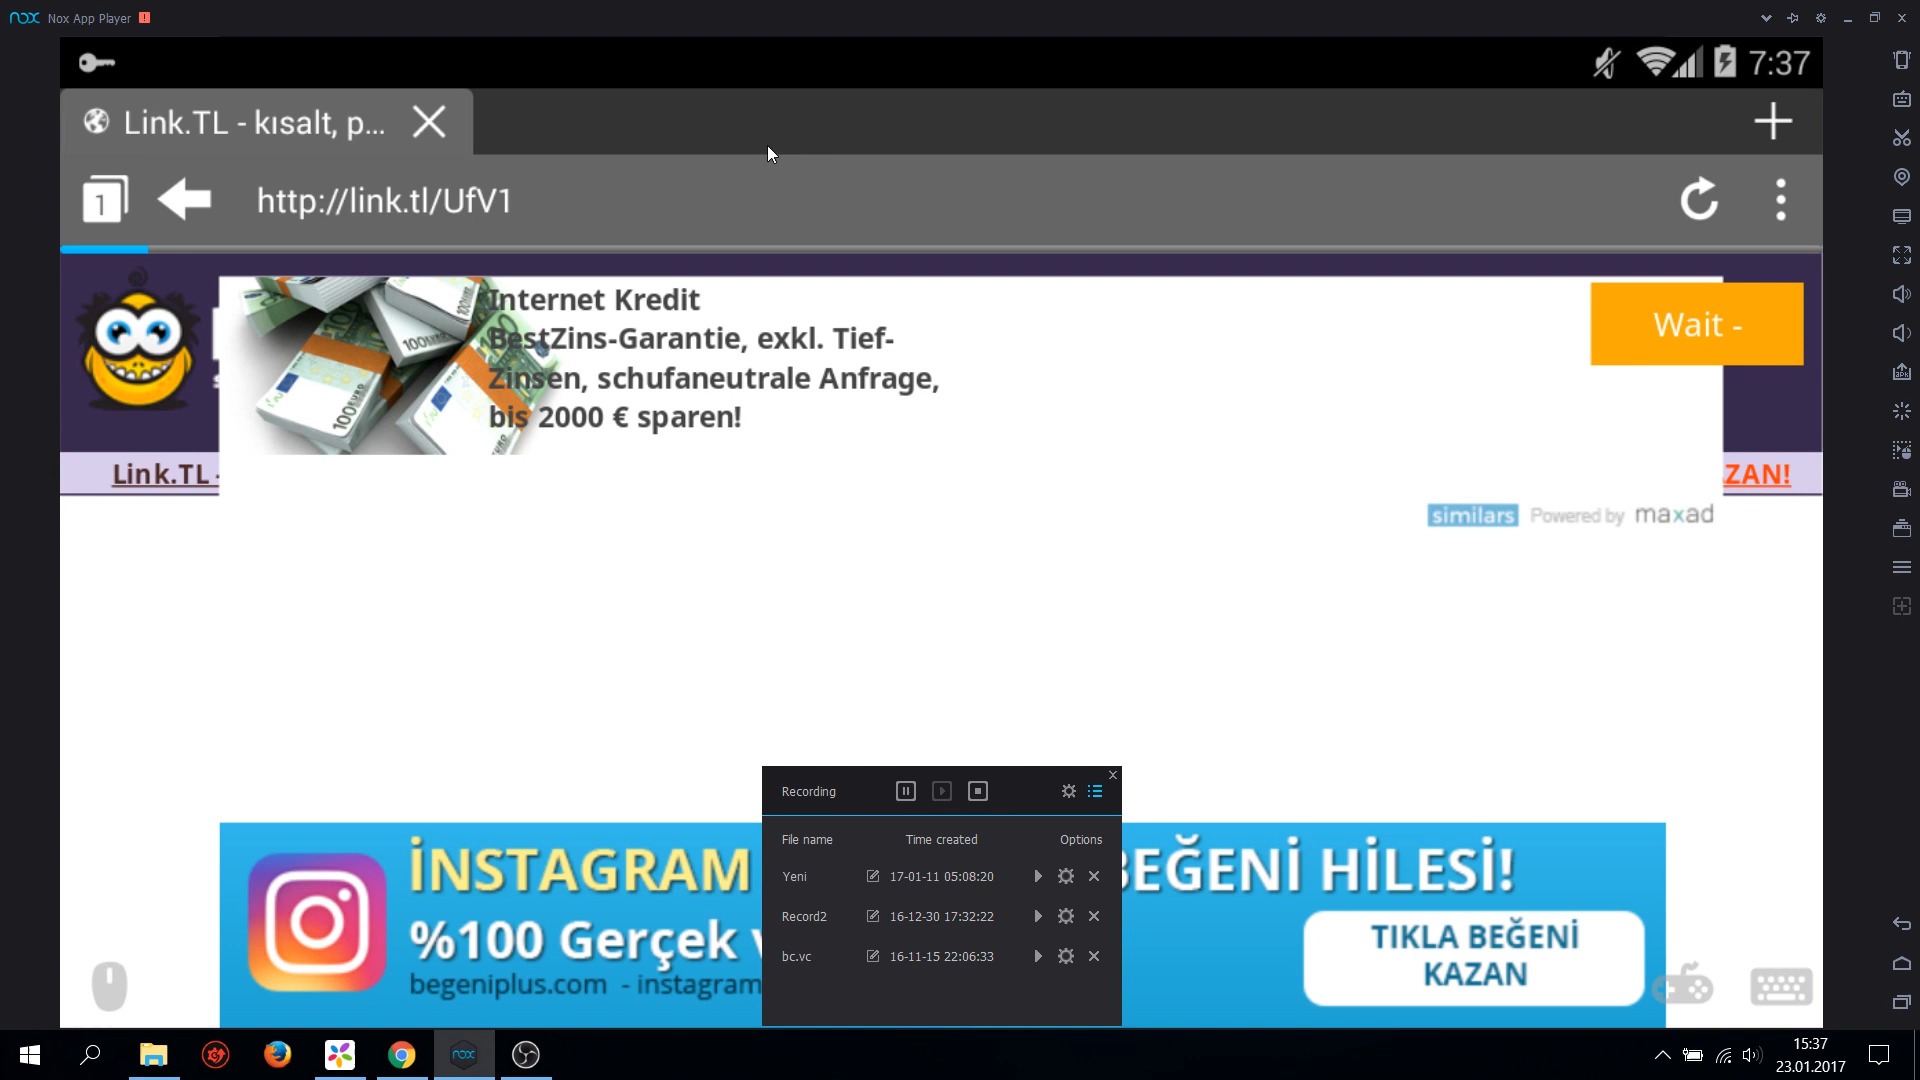 nox Nox App Player
7:37
Link.TL - kısalt, p...
1
http://link.tl/UfV1
Internet Kredit
BestZins-Garantie, exkl. Tief-
Zinsen, schufaneutrale Anfrage,
bis 2000 € sparen!
Wait -
Link.TL -
ZAN!
similars Powered by maxad
Recording
File name Time created Options
Yeni 17-01-11 05:08:20
Record2 16-12-30 17:32:22
bc.vc 16-11-15 22:06:33
İNSTAGRAM BEĞENİ HİLESİ!
%100 Gerçek v
begeniplus.com - instagram
TIKLA BEĞENİ
KAZAN
nox
15:37
23.01.2017